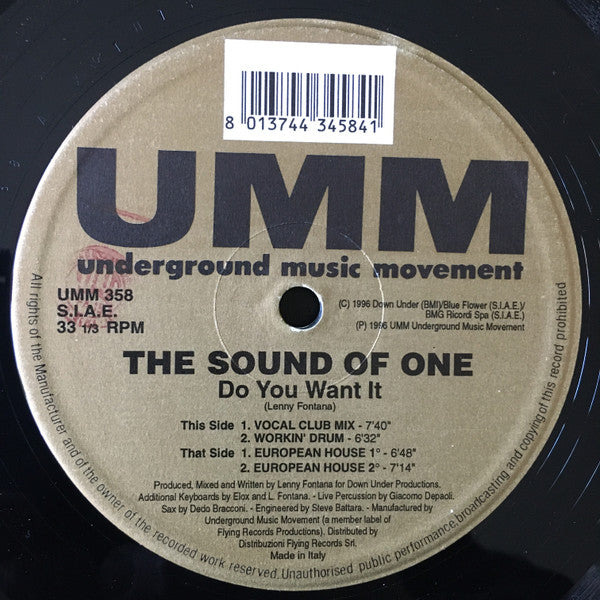 8 013744 345841
UMM
underground music movement
UMM 358
S.I.A.E.
33 1/3 RPM
(C) 1996 Down Under (BMI)/Blue Flower (S.I.A.E.)/
BMG Ricordi Spa (S.I.A.E.)
(P) 1996 UMM Underground Music Movement
THE SOUND OF ONE
Do You Want It
(Lenny Fontana)
This Side 1. VOCAL CLUB MIX - 7'40"
2. WORKIN' DRUM - 6'32"
That Side 1. EUROPEAN HOUSE 1° - 6'48"
2. EUROPEAN HOUSE 2° - 7'14"
Produced, Mixed and Written by Lenny Fontana for Down Under Productions.
Additional Keyboards by Elox and L. Fontana. - Live Percussion by Giacomo Depaoli.
Sax by Dedo Bracconi. - Engineered by Steve Battara. - Manufactured by
Underground Music Movement (a member label of
Flying Records Production), Distributed by
Distribuzioni Flying Records Srl.
Made in Italy
All rights of the Manufacturer and of the owner of the recorded work reserved. Unauthorised public performance, broadcasting and copying of this record prohibited